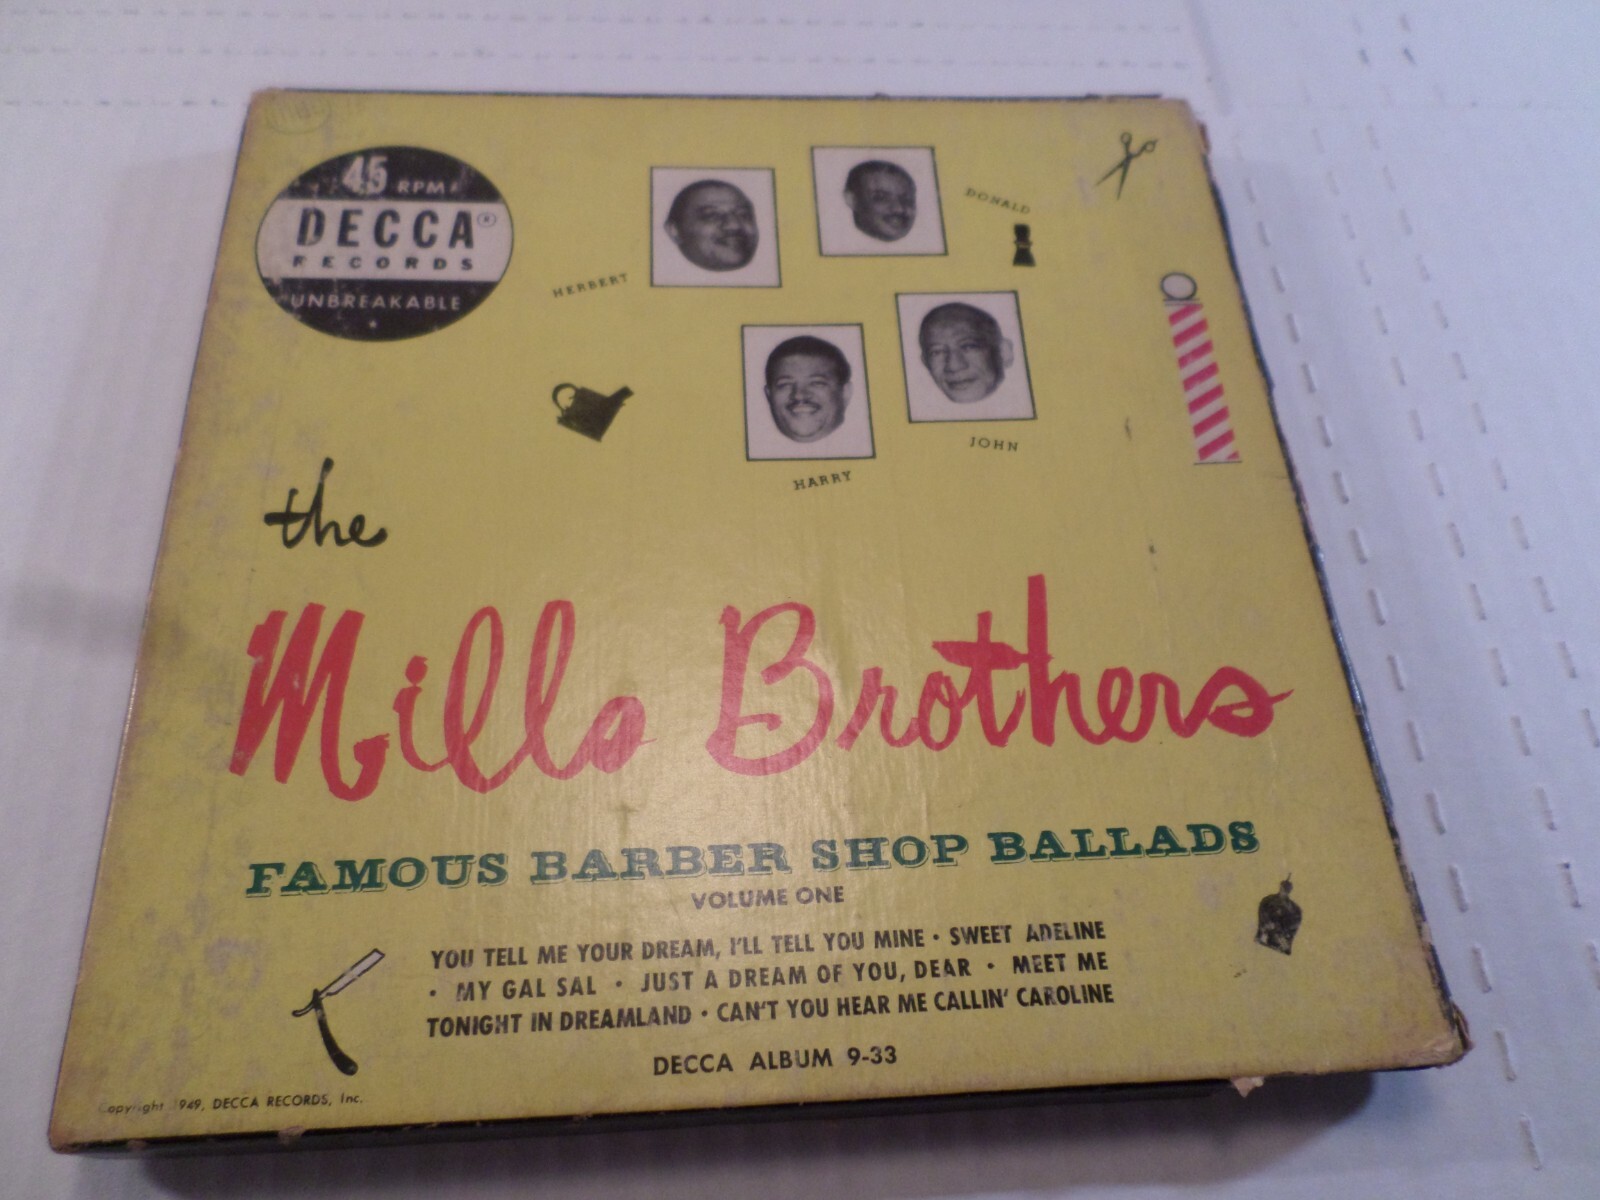 45 RPM
DECCA®
RECORDS
UNBREAKABLE
HERBERT
DONALD
HARRY
JOHN
the
Mills Brothers
FAMOUS BARBER SHOP BALLADS
VOLUME ONE
YOU TELL ME YOUR DREAM, I'LL TELL YOU MINE • SWEET ADELINE
• MY GAL SAL • JUST A DREAM OF YOU, DEAR • MEET ME
TONIGHT IN DREAMLAND • CAN'T YOU HEAR ME CALLIN' CAROLINE
DECCA ALBUM 9-33
Copyright 1949, DECCA RECORDS, Inc.